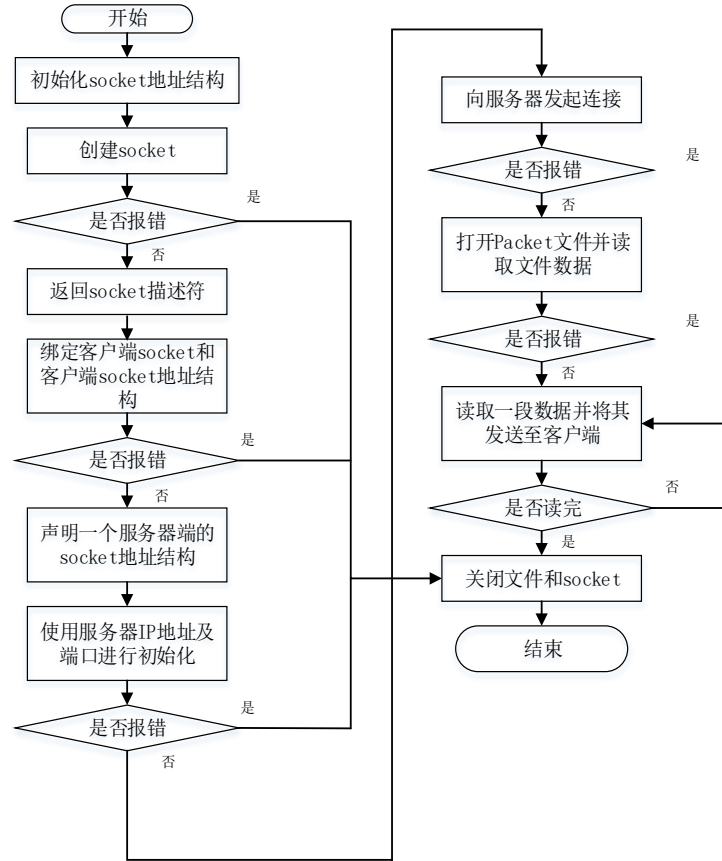 开始
初始化socket地址结构
创建socket
是否报错
是
否
返回socket描述符
绑定客户端socket和
客户端socket地址结
构
是否报错
是
否
声明一个服务器端的
socket地址结构
使用服务器IP地址及
端口进行初始化
是否报错
是
否
向服务器发起连接
是否报错
是
否
打开Packet文件并读
取文件数据
是否报错
是
否
读取一段数据并将其
发送至客户端
是否读完
否
是
关闭文件和socket
结束